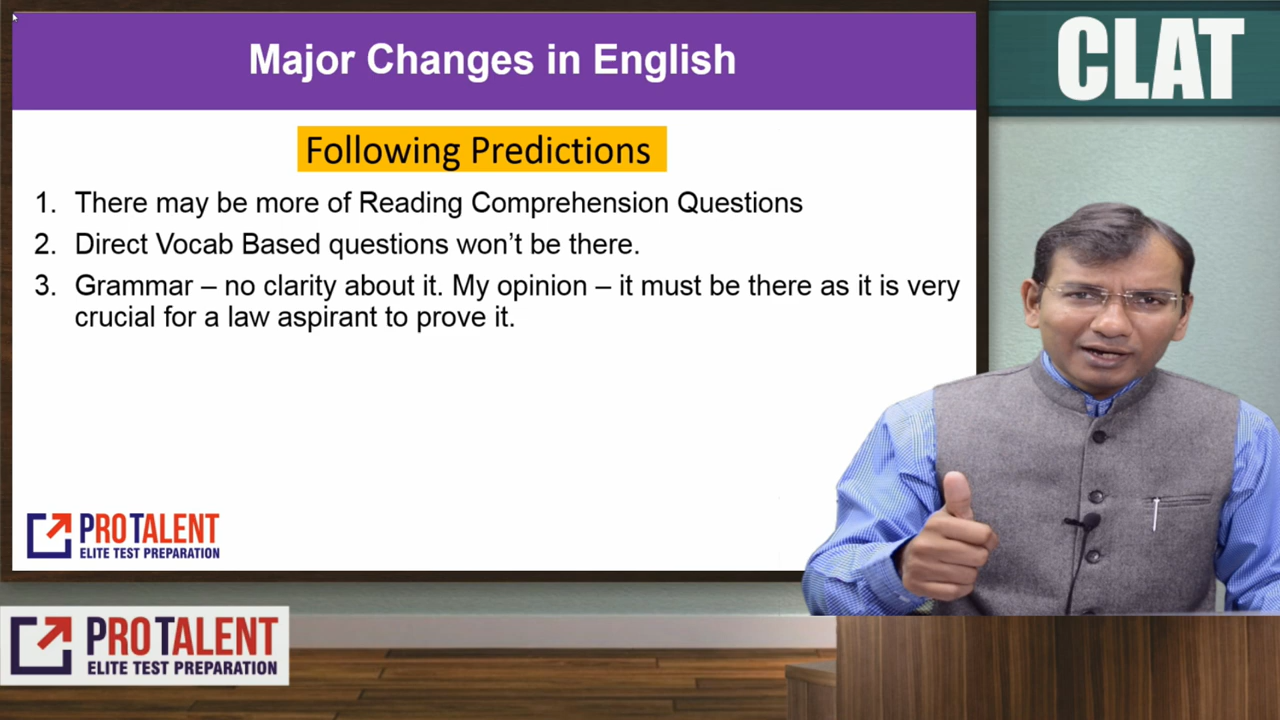 Major Changes in English
CLAT
Following Predictions
1. There may be more of Reading Comprehension Questions
2. Direct Vocab Based questions won’t be there.
3. Grammar – no clarity about it. My opinion – it must be there as it is very
crucial for a law aspirant to prove it.
PROTALENT
ELITE TEST PREPARATION
PROTALENT
ELITE TEST PREPARATION